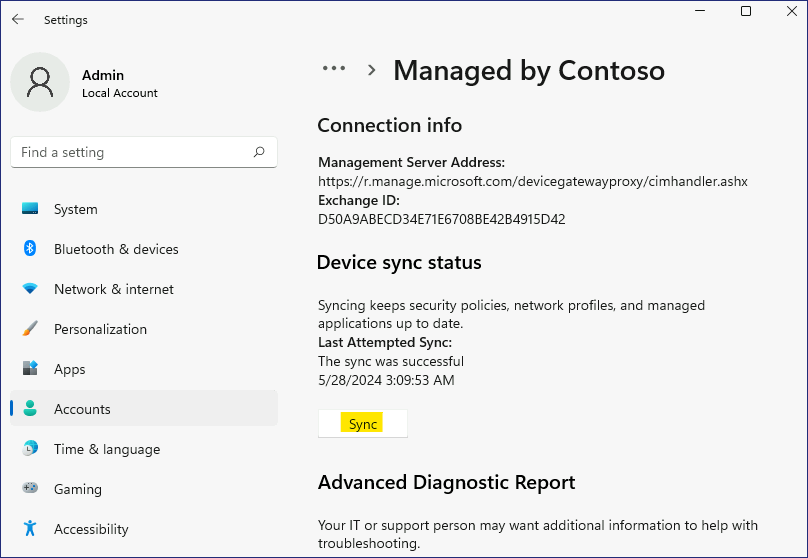 Settings
Admin
Local Account
Find a setting
System
Bluetooth & devices
Network & internet
Personalization
Apps
Accounts
Time & language
Gaming
Accessibility
... > Managed by Contoso
Connection info
Management Server Address:
https://r.manage.microsoft.com/devicegatewayproxy/cimhandler.ashx
Exchange ID:
D50A9ABECD34E71E6708BE42B4915D42
Device sync status
Syncing keeps security policies, network profiles, and managed
applications up to date.
Last Attempted Sync:
The sync was successful
5/28/2024 3:09:53 AM
Sync
Advanced Diagnostic Report
Your IT or support person may want additional information to help with
troubleshooting.